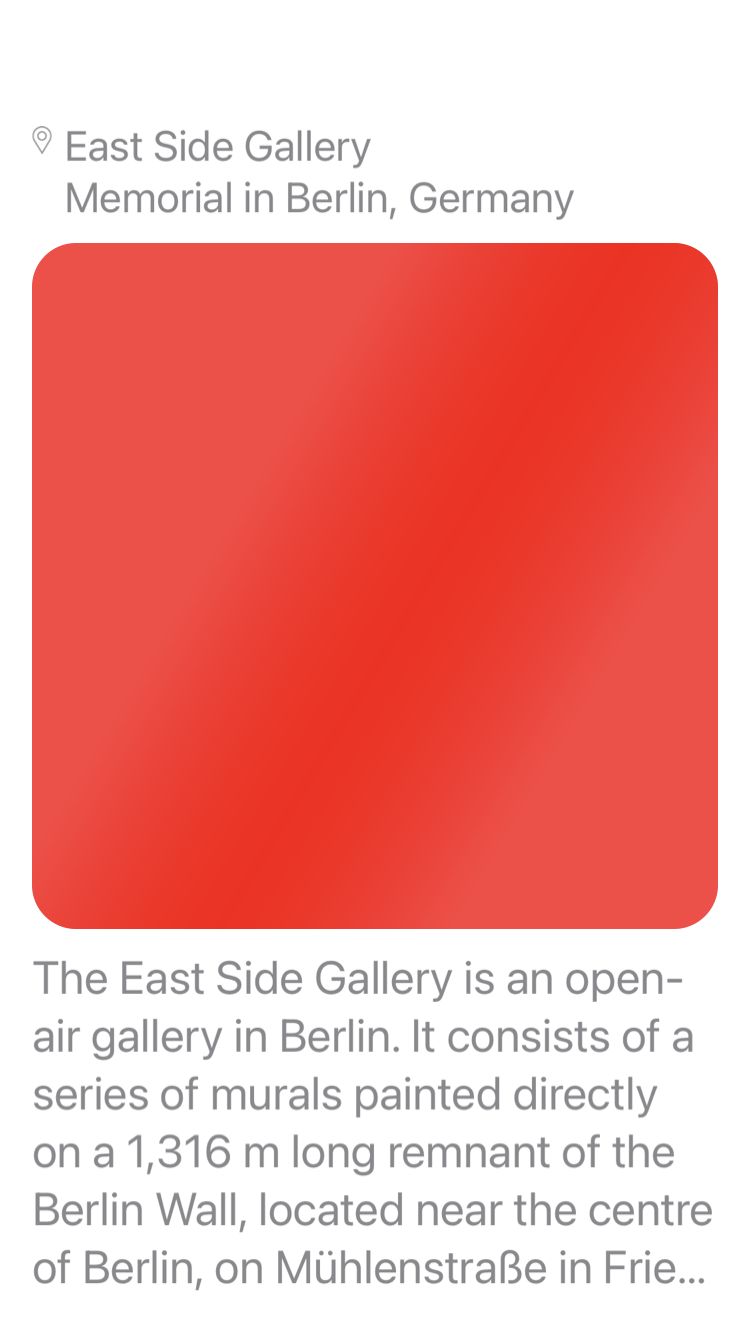 East Side Gallery
Memorial in Berlin, Germany
The East Side Gallery is an open-
air gallery in Berlin. It consists of a
series of murals painted directly
on a 1,316 m long remnant of the
Berlin Wall, located near the centre
of Berlin, on Mühlenstraße in Frie...